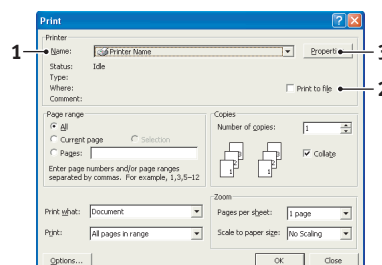 Print
Printer
1 Name: Printer Name Properti 3
Status: Idle
Type:
Where: Print to file 2
Comment:
Page range Copies
All Number of copies: 1
Current page Selection
Pages: Collate
Enter page numbers and/or page ranges
separated by commas. For example, 1,3,5–12
Zoom
Print what: Document Pages per sheet: 1 page
Print: All pages in range Scale to paper size: No Scaling
Options... OK Close